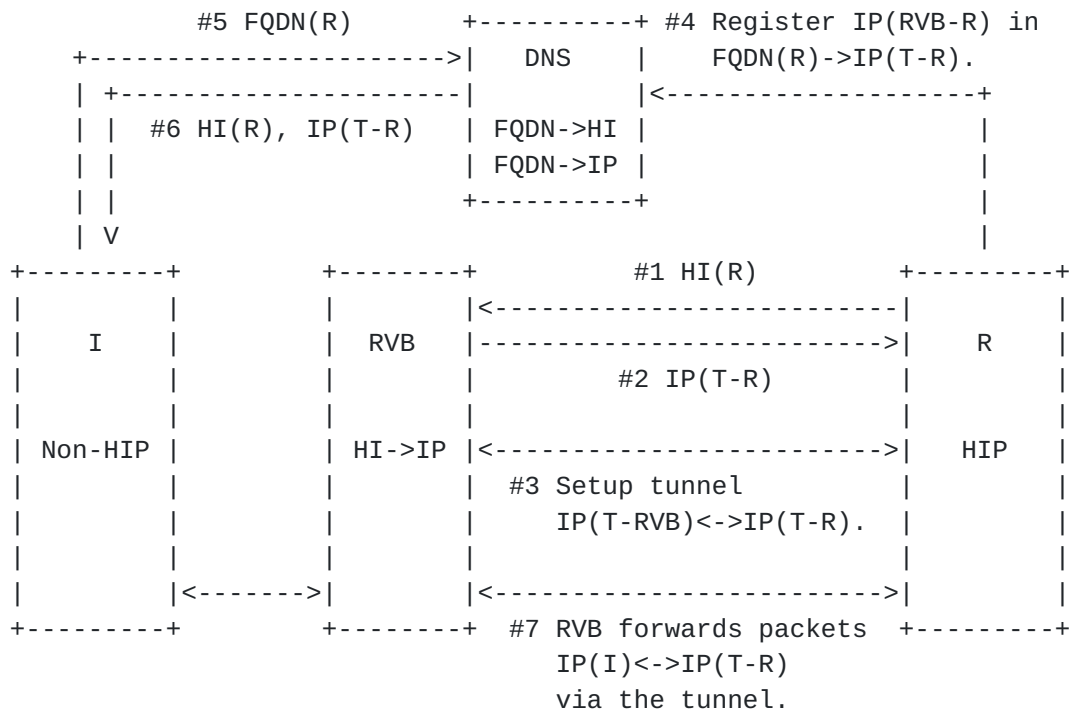 #5 FQDN(R) +----------+ #4 Register IP(RVB-R) in
+------------------------>| DNS | FQDN(R)->IP(T-R).
| +----------------------| |<--------------------+
| | #6 HI(R), IP(T-R) | FQDN->HI | |
| | | FQDN->IP | |
| | +----------+ |
| V |
+---------+ +--------+ #1 HI(R) +---------+
| | | |<--------------------------| |
| I | | RVB |-------------------------->| R |
| | | | #2 IP(T-R) | |
| | | | | |
| Non-HIP | | HI->IP |<------------------------->| HIP |
| | | | #3 Setup tunnel | |
| | | | IP(T-RVB)<->IP(T-R). | |
| | | | | |
| |<------->| |<------------------------->| |
+---------+ +--------+ #7 RVB forwards packets +---------+
IP(I)<->IP(T-R)
via the tunnel.